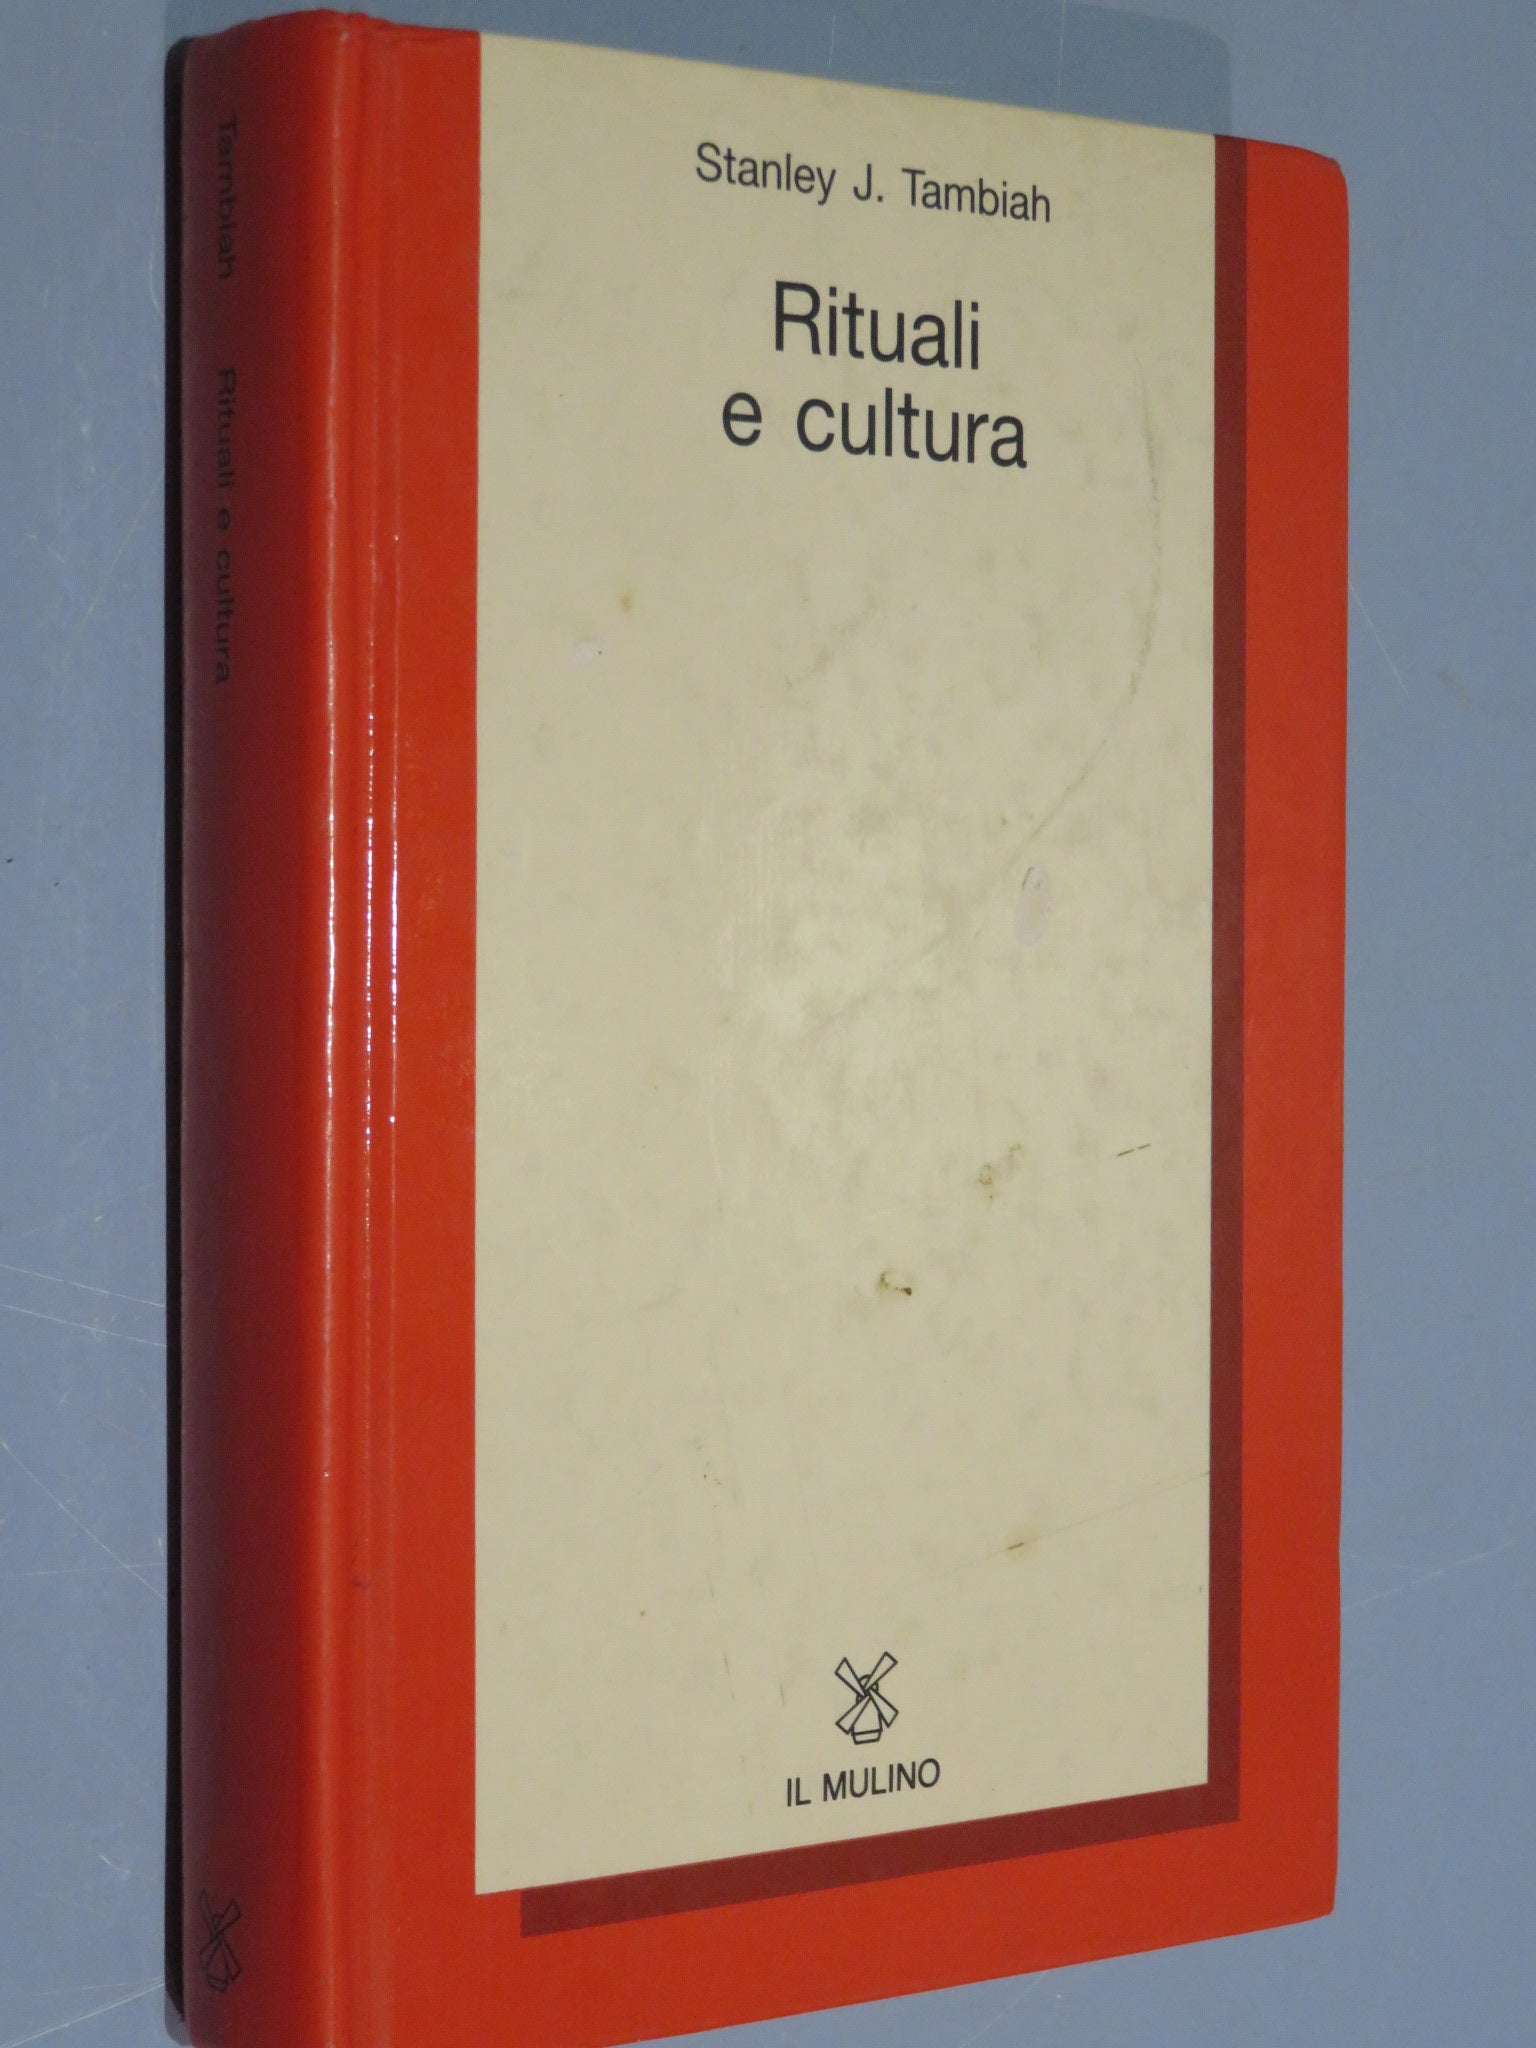 Stanley J. Tambiah
Rituali
e cultura
IL MULINO
Tambiah Rituali e cultura